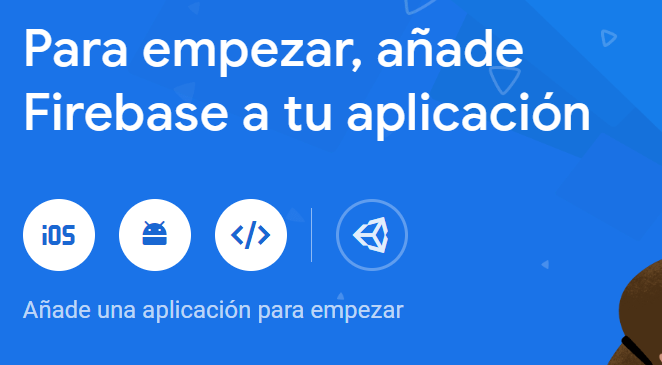 Para empezar, añade
Firebase a tu aplicación
iOS
</>
Añade una aplicación para empezar